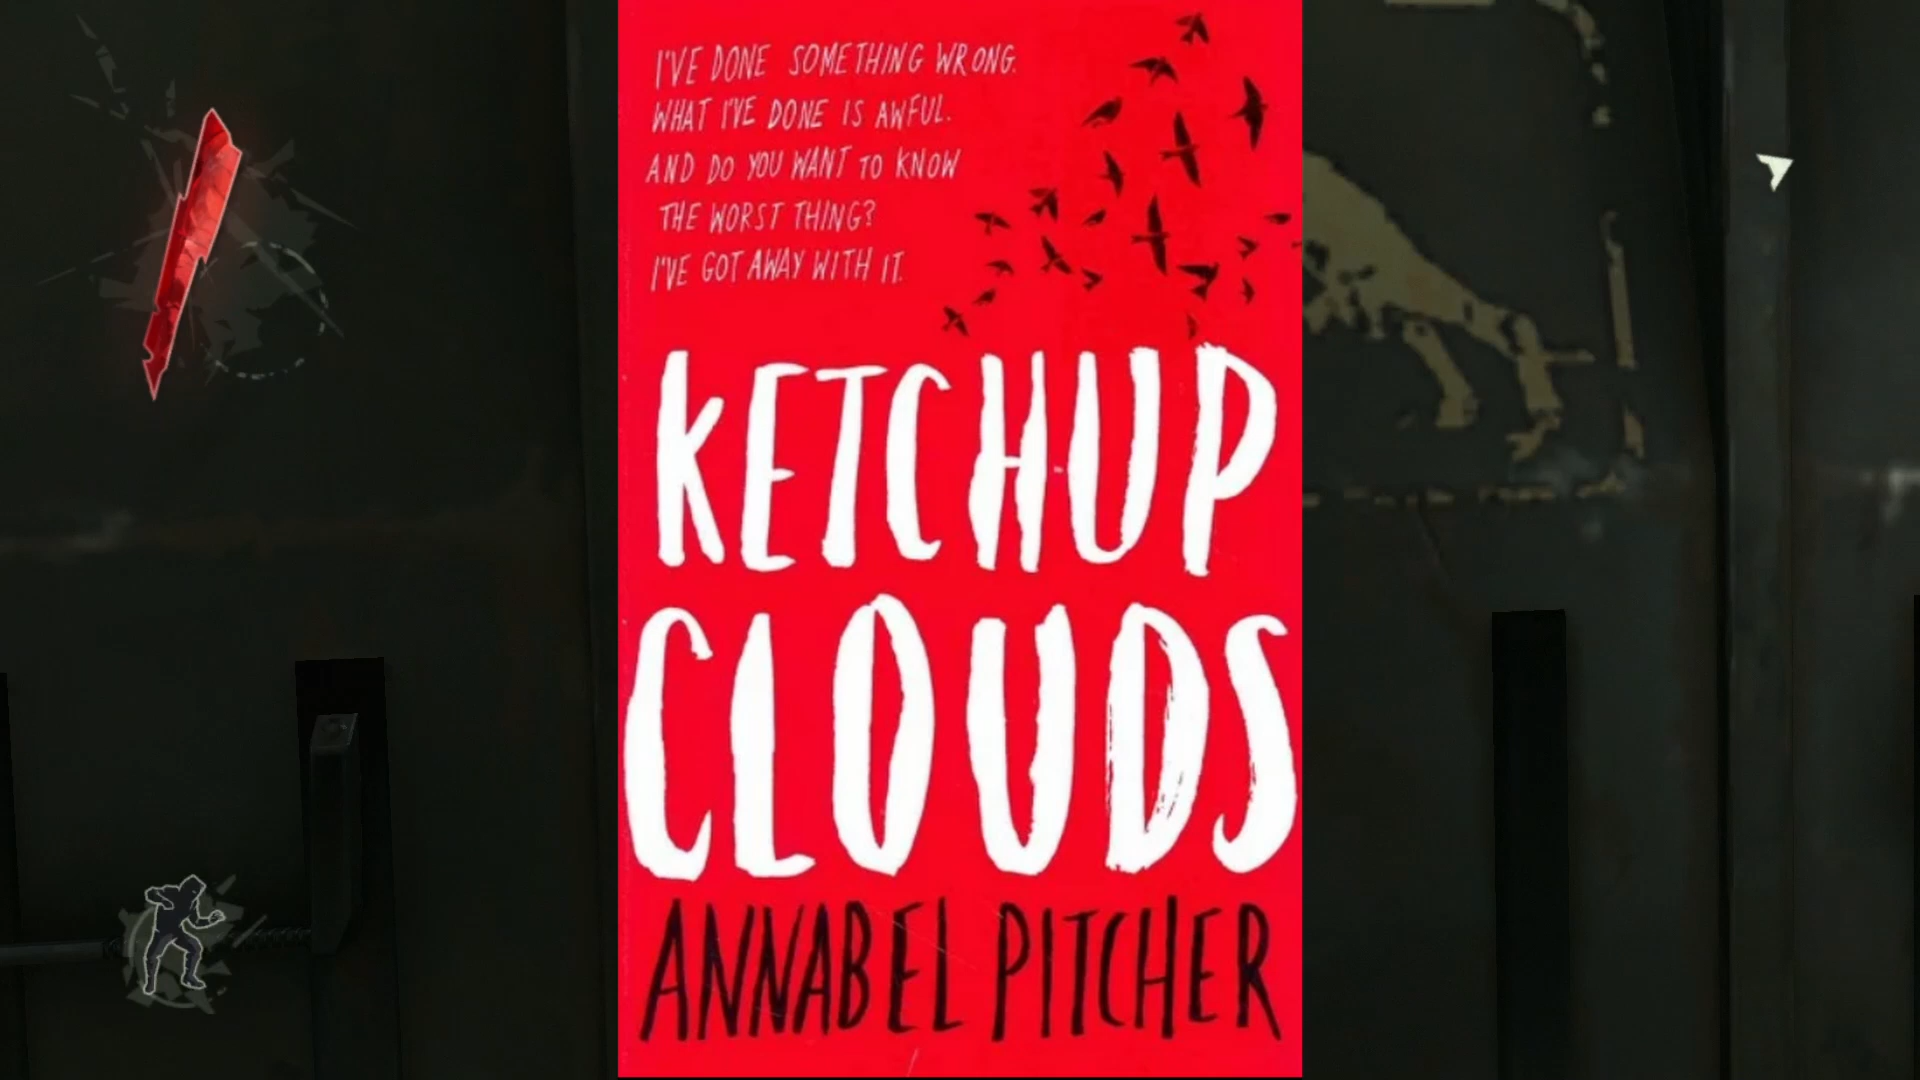 I'VE DONE SOMETHING WRONG.
WHAT I'VE DONE IS AWFUL.
AND DO YOU WANT TO KNOW
THE WORST THING?
I'VE GOT AWAY WITH IT.
KETCHUP
CLOUDS
ANNABEL PITCHER